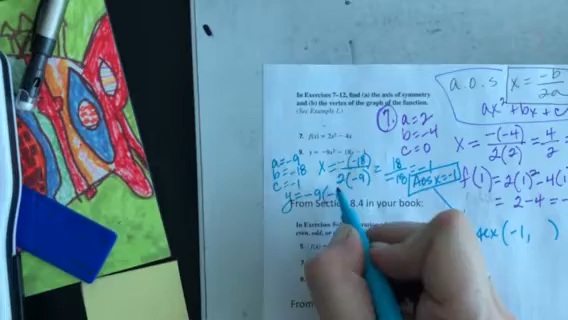 In Exercises 7-12, find (a) the axis of symmetry
and (b) the vertex of the graph of the function.
(See Example 1.)
7. f(x) = 2x² - 4x
9. y = -9x² - 18x - 1
a=-9
b=-18
c=-1
x = -(-18)/2(-9) = 18/-18 = -1
AOS x=-1
y=-9(-
7. a=2
b=-4
c=0
a.o.s x = -b/2a
ax²+bx+c
x = -(-4)/2(2) = 4/2
f(1) = 2(1)² - 4(1
= 2-4 = -
(-1, )
From Section 8.4 in your book:
In Exercises
even, odd, or
From